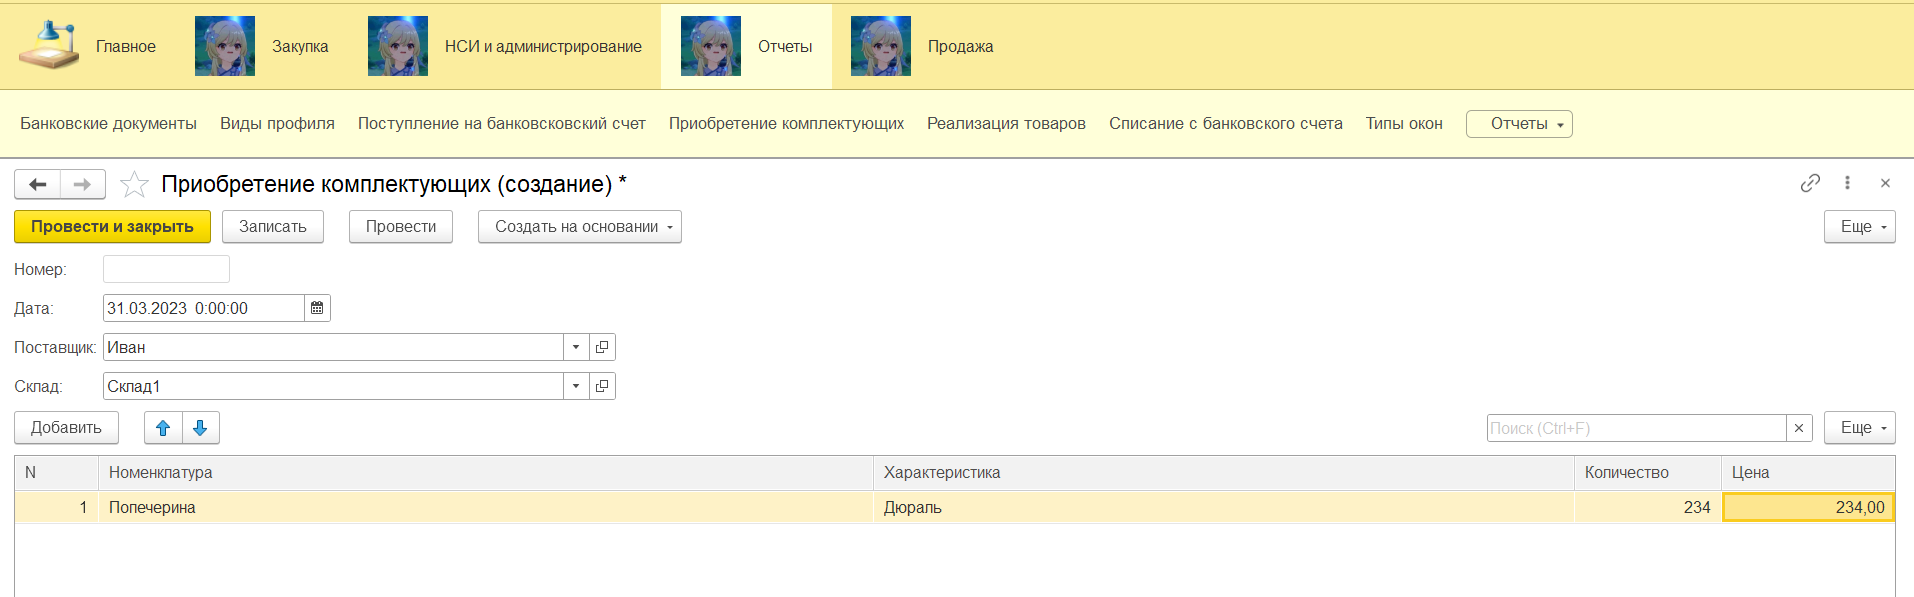 Главное Закупка НСИ и администрирование Отчеты Продажа
Банковские документы Виды профиля Поступление на банковсковский счет Приобретение комплектующих Реализация товаров Списание с банковского счета Типы окон Отчеты
Приобретение комплектующих (создание) *
Провести и закрыть Записать Провести Создать на основании Еще
Номер:
Дата: 31.03.2023 0:00:00
Поставщик: Иван
Склад: Склад1
Добавить Поиск (Ctrl+F) Еще
N Номенклатура Характеристика Количество Цена
1 Попечерина Дюраль 234 234,00